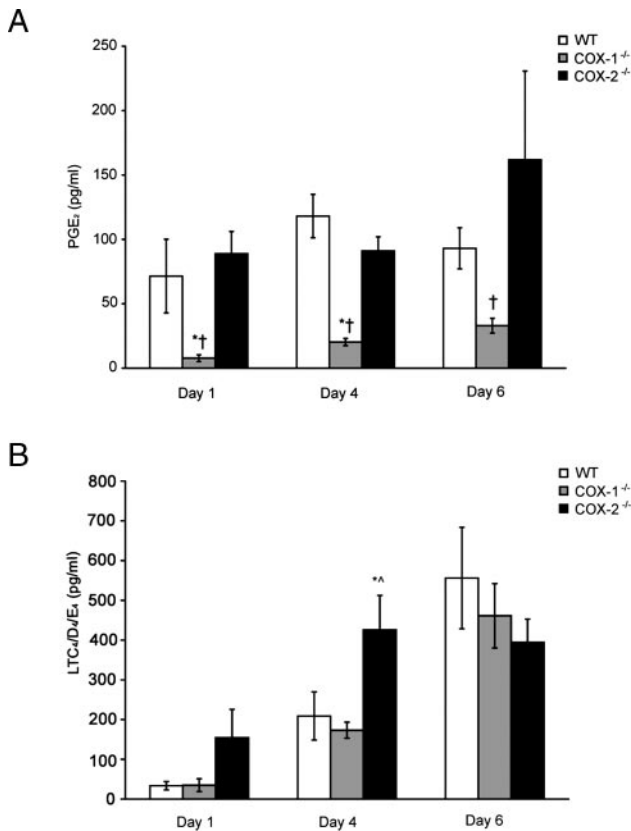 A
250
200
150
100
50
0
PGE₂ (pg/ml)
WT
COX-1⁻/⁻
COX-2⁻/⁻
*†
*†
†
Day 1
Day 4
Day 6
B
800
700
600
500
400
300
200
100
0
LTC₄/D₄/E₄ (pg/ml)
WT
COX-1⁻/⁻
COX-2⁻/⁻
*^
Day 1
Day 4
Day 6